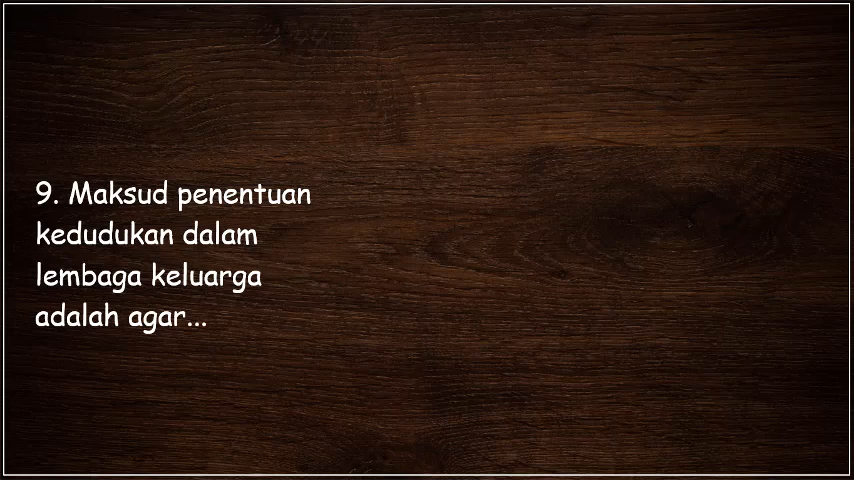 9. Maksud penentuan
kedudukan dalam
lembaga keluarga
adalah agar...